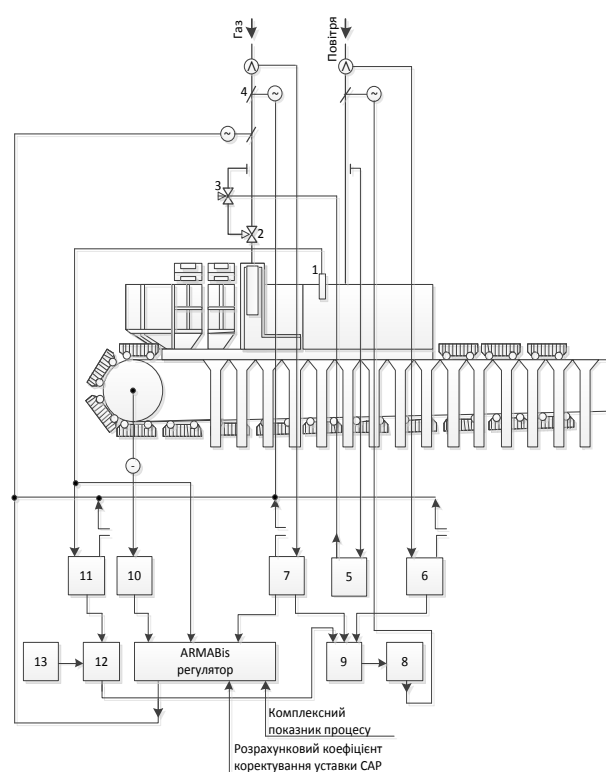 Газ
Повітря
4
3
2
1
11
10
7
5
6
13
12
ARMABis
регулятор
9
8
Комплексний
показник процесу
Розрахунковий коефіцієнт
коректування уставки САР